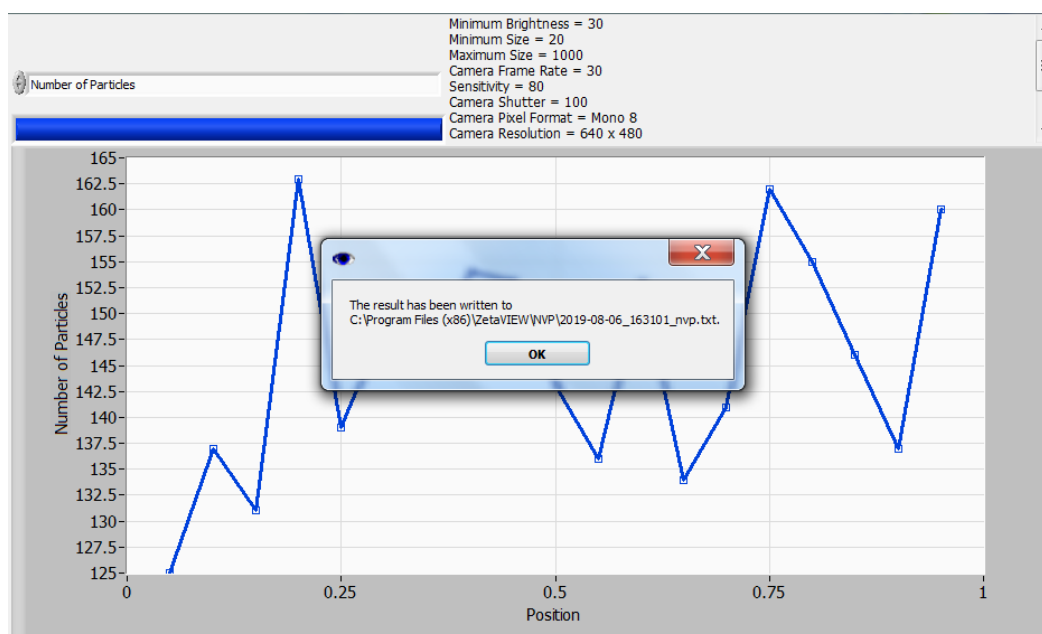 Minimum Brightness = 30
Minimum Size = 20
Maximum Size = 1000
Camera Frame Rate = 30
Sensitivity = 80
Camera Shutter = 100
Camera Pixel Format = Mono 8
Camera Resolution = 640 x 480
Number of Particles
165
162.5
160
157.5
155
152.5
150
147.5
145
142.5
140
137.5
135
132.5
130
127.5
125
Number of Particles
The result has been written to
C:\Program Files (x86)\ZetaVIEW\NVP\2019-08-06_163101_nvp.txt.
OK
0 0.25 0.5 0.75 1
Position